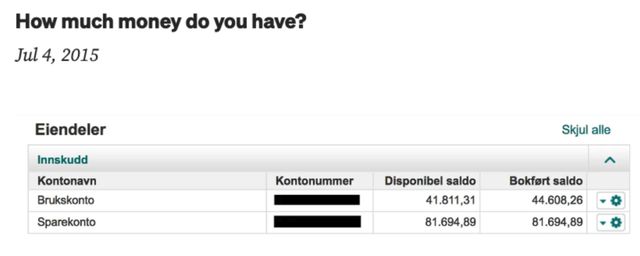 How much money do you have?
Jul 4, 2015
Eiendeler Skjul alle
Innskudd
Kontonavn Kontonummer Disponibel saldo Bokført saldo
Brukskonto 41.811,31 44.608,26
Sparekonto 81.694,89 81.694,89